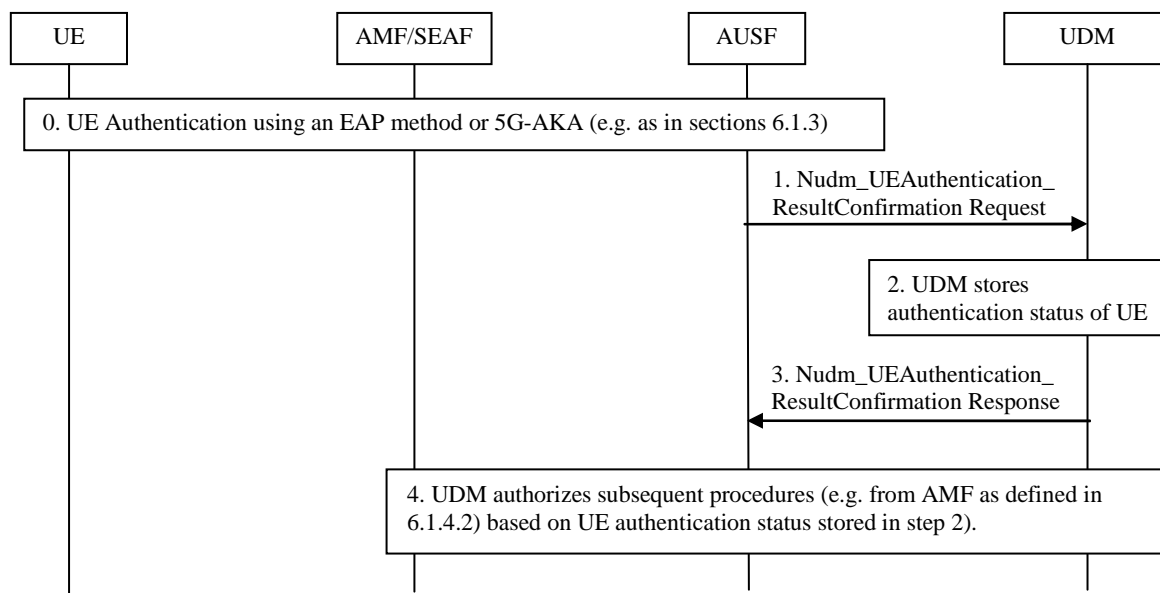 UE
AMF/SEAF
AUSF
UDM
0. UE Authentication using an EAP method or 5G-AKA (e.g. as in sections 6.1.3)
1. Nudm_UEAuthentication_
ResultConfirmation Request
2. UDM stores
authentication status of UE
3. Nudm_UEAuthentication_
ResultConfirmation Response
4. UDM authorizes subsequent procedures (e.g. from AMF as defined in
6.1.4.2) based on UE authentication status stored in step 2).